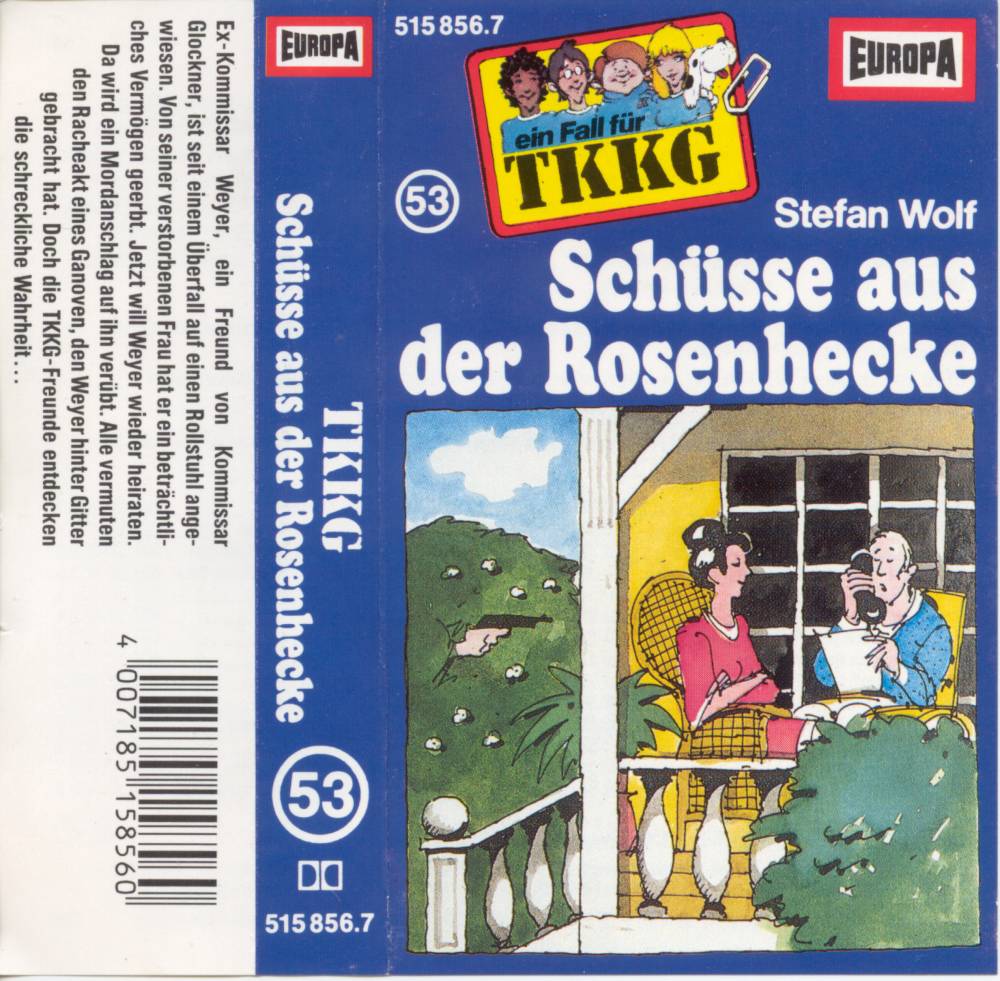 Ex-Kommissar Weyer, ein Freund von Kommissar
Glockner, ist seit einem Überfall auf einen Rollstuhl ange-
wiesen. Von seiner verstorbenen Frau hat er ein beträchtli-
ches Vermögen geerbt. Jetzt will Weyer wieder heiraten.
Da wird ein Mordanschlag auf ihn verübt. Alle vermuten
den Racheakt eines Ganoven, den Weyer hinter Gitter
gebracht hat. Doch die TKKG-Freunde entdecken
die schreckliche Wahrheit...
4 007185 158560
EUROPA
TKKG
Schüsse aus der Rosenhecke
53
515 856.7
515 856.7
ein Fall für
TKKG
EUROPA
53
Stefan Wolf
Schüsse aus
der Rosenhecke